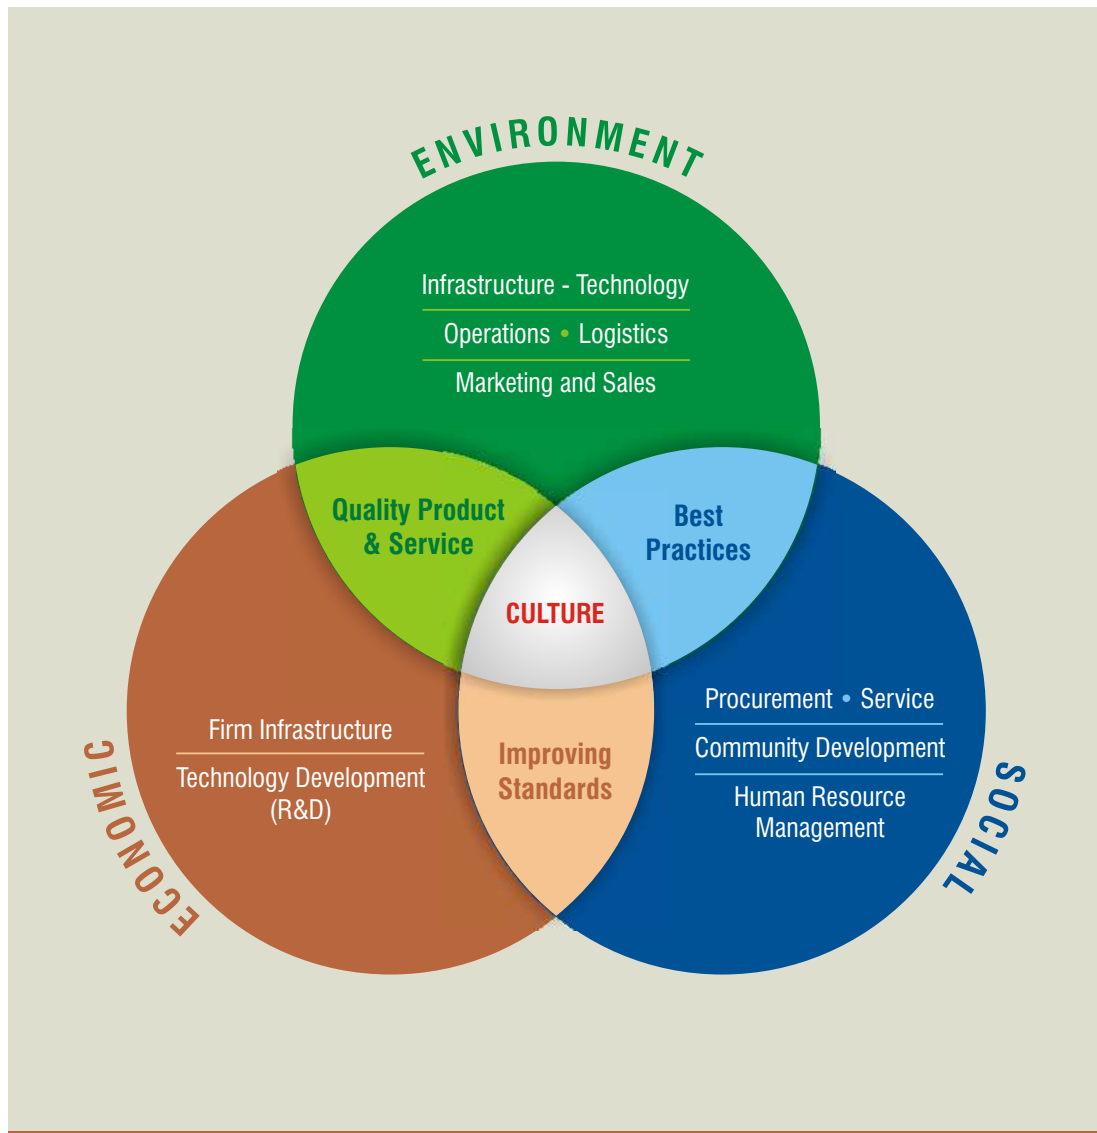 ENVIRONMENT
Infrastructure - Technology
Operations • Logistics
Marketing and Sales
Quality Product
& Service
Best
Practices
CULTURE
ECONOMIC
Firm Infrastructure
Technology Development
(R&D)
Improving
Standards
Procurement • Service
Community Development
Human Resource
Management
SOCIAL